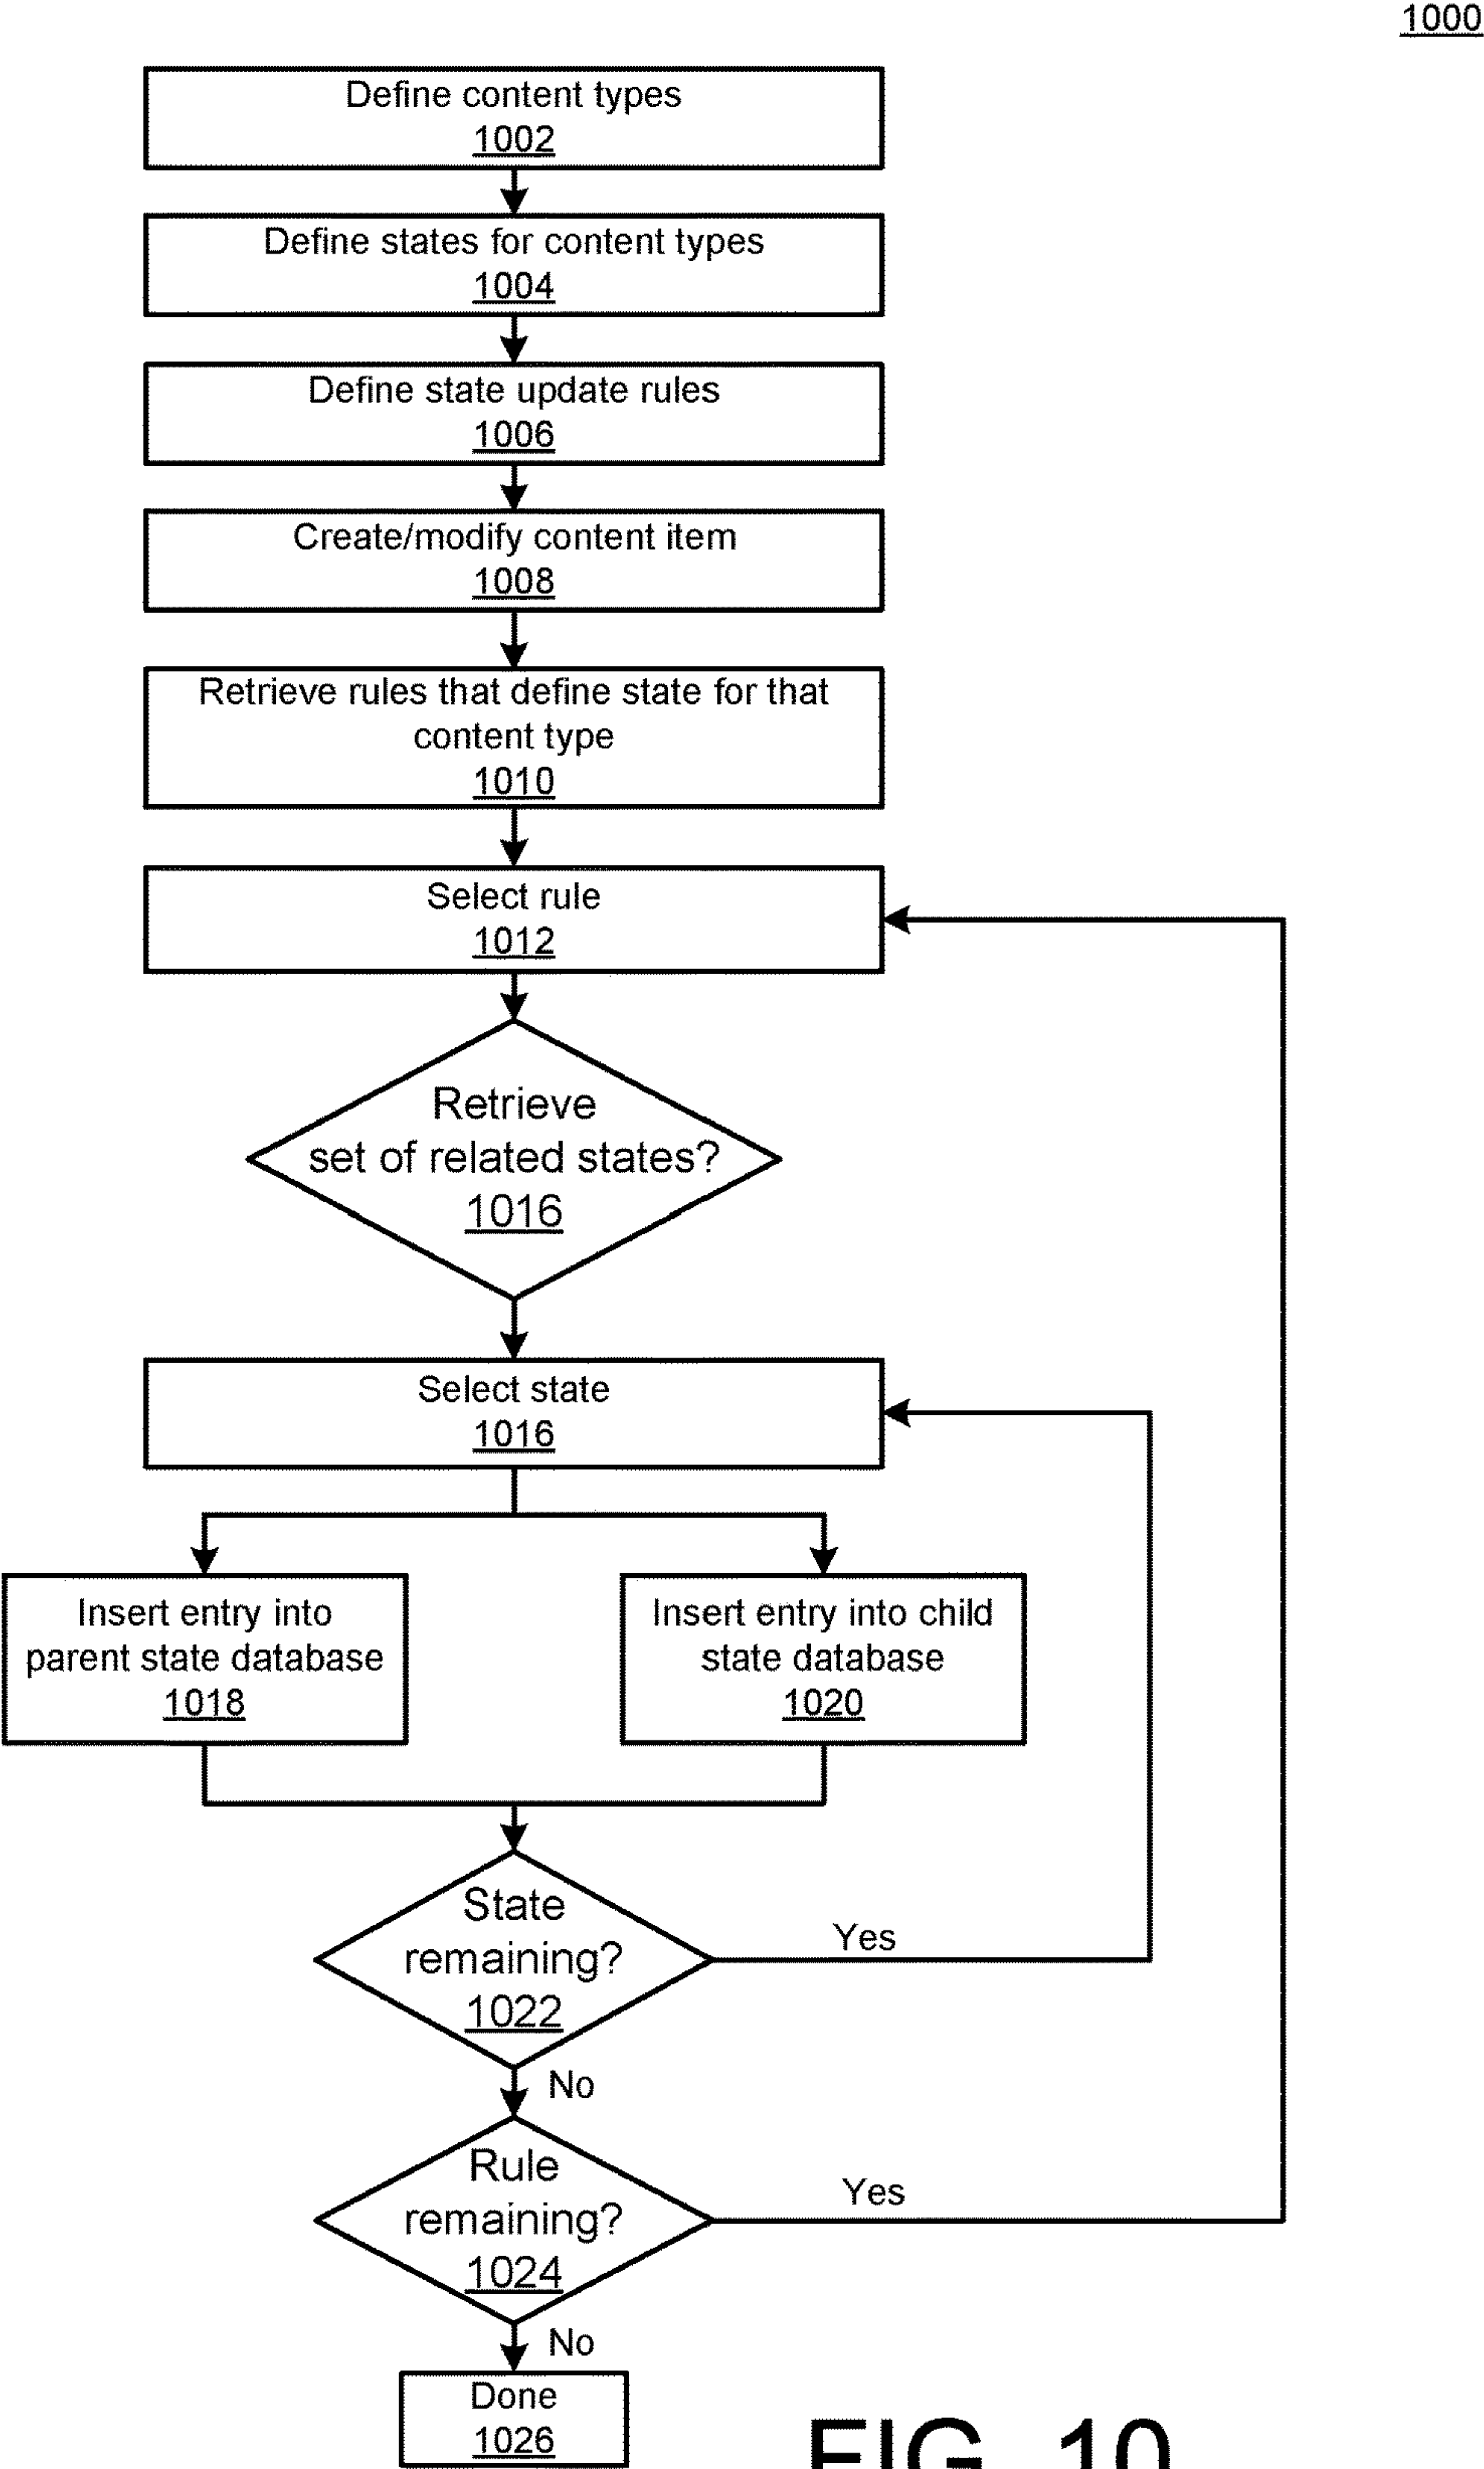 1000
Define content types
1002
Define states for content types
1004
Define state update rules
1006
Create/modify content item
1008
Retrieve rules that define state for that
content type
1010
Select rule
1012
Retrieve
set of related states?
1016
Select state
1016
Insert entry into
parent state database
1018
Insert entry into child
state database
1020
State
remaining?
1022
Yes
No
Rule
remaining?
1024
Yes
No
Done
1026
FIG. 10